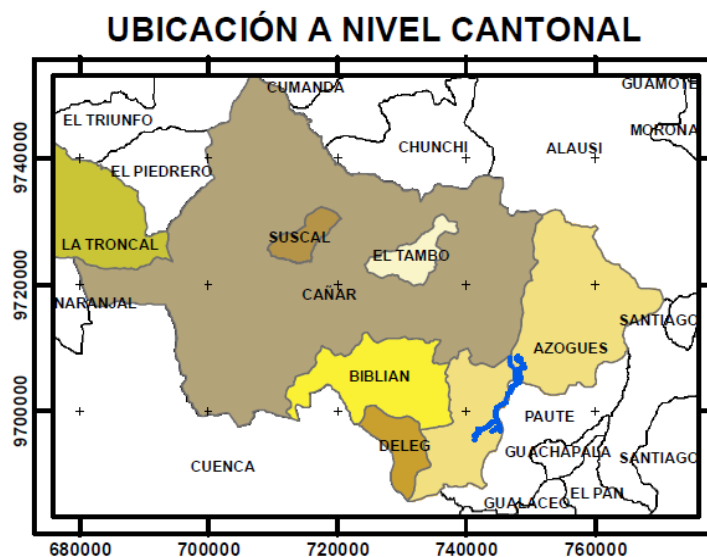 UBICACIÓN A NIVEL CANTONAL
CUMANDA
GUAMOTE
EL TRIUNFO
MORONA
CHUNCHI
ALAUSI
EL PIEDRERO
LA TRONCAL
SUSCAL
EL TAMBO
CAÑAR
NARANJAL
SANTIAGO
AZOGUES
BIBLIAN
PAUTE
DELEG
GUACHAPALA
SANTIAGO
CUENCA
EL PAN
GUALACEO
9740000
9720000
9700000
680000 700000 720000 740000 760000